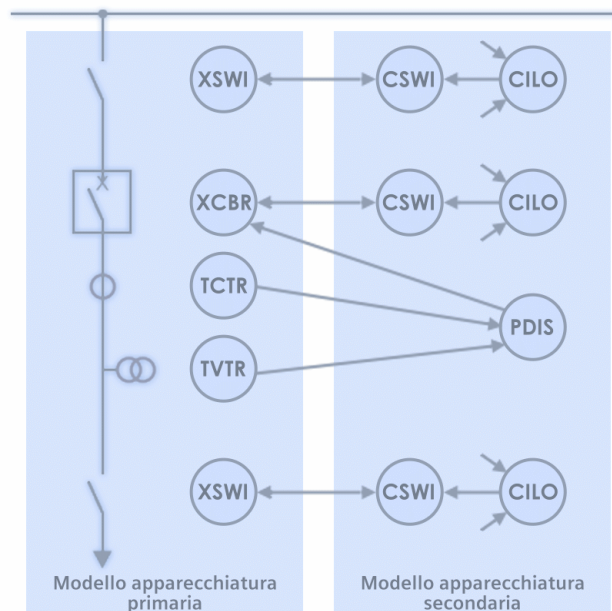 XSWI CSWI CILO
XCBR CSWI CILO
TCTR
PDIS
TVTR
XSWI CSWI CILO
Modello apparecchiatura
primaria
Modello apparecchiatura
secondaria